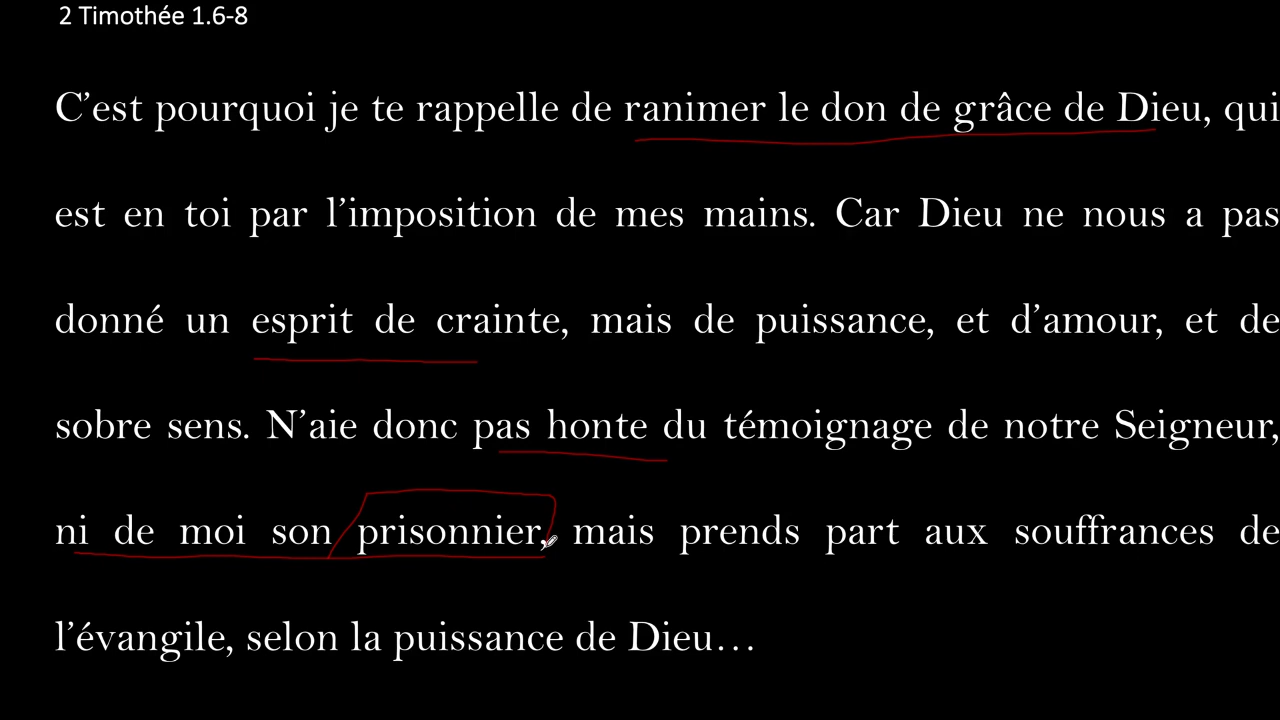 2 Timothée 1.6-8
C’est pourquoi je te rappelle de ranimer le don de grâce de Dieu, qui
est en toi par l’imposition de mes mains. Car Dieu ne nous a pas
donné un esprit de crainte, mais de puissance, et d’amour, et de
sobre sens. N’aie donc pas honte du témoignage de notre Seigneur,
ni de moi son prisonnier, mais prends part aux souffrances de
l’évangile, selon la puissance de Dieu…